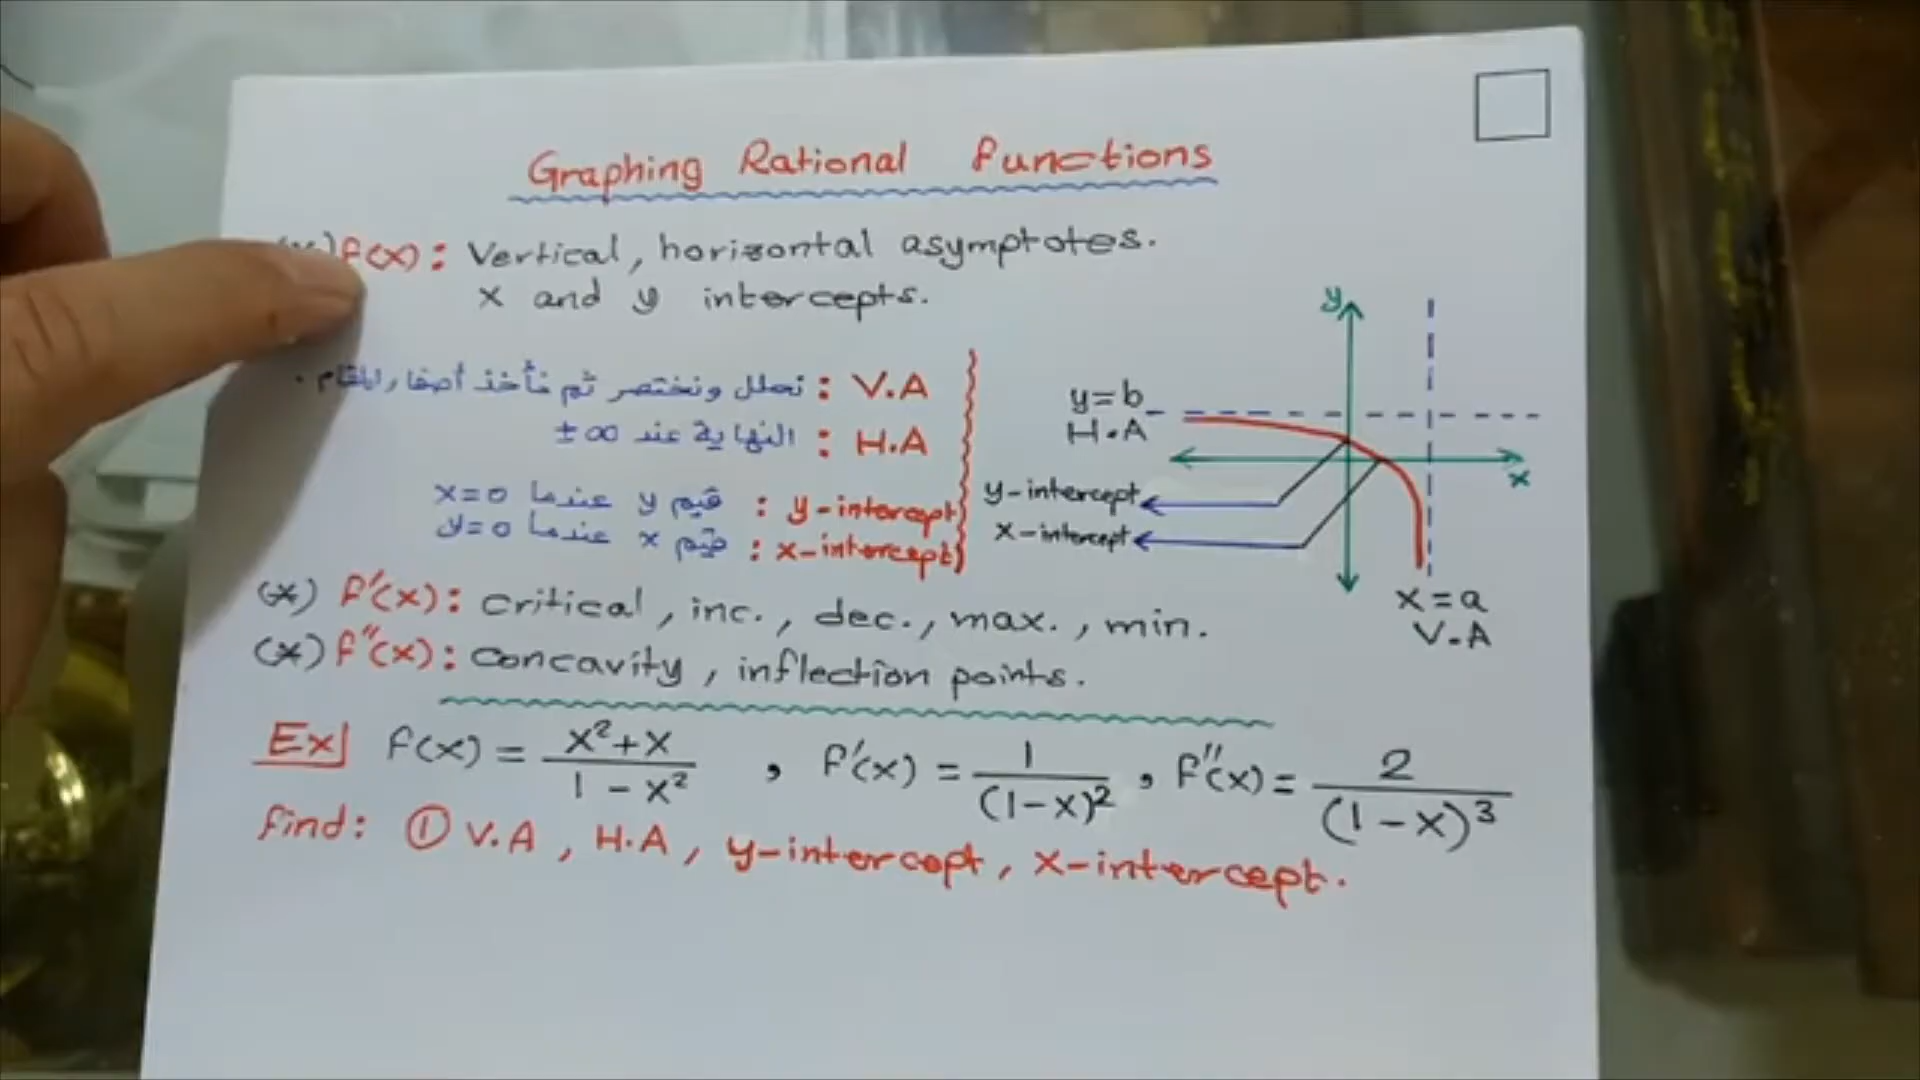 Graphing Rational Functions
f(x): Vertical, horizontal asymptotes.
x and y intercepts.
V.A : نحلل ونختصر ثم نأخذ أصفار المقام.
H.A : النهاية عند ±∞
y-intercept : قيم y عندما x=0
x-intercept : قيم x عندما y=0
y
y=b
H.A
x
y-intercept
x-intercept
x=a
V.A
(*) f'(x): critical, inc., dec., max., min.
(*) f''(x): concavity, inflection points.
Ex] f(x) = (x²+x)/(1-x²) , f'(x) = 1/(1-x)² , f''(x) = 2/(1-x)³
find: ① V.A, H.A, y-intercept, x-intercept.